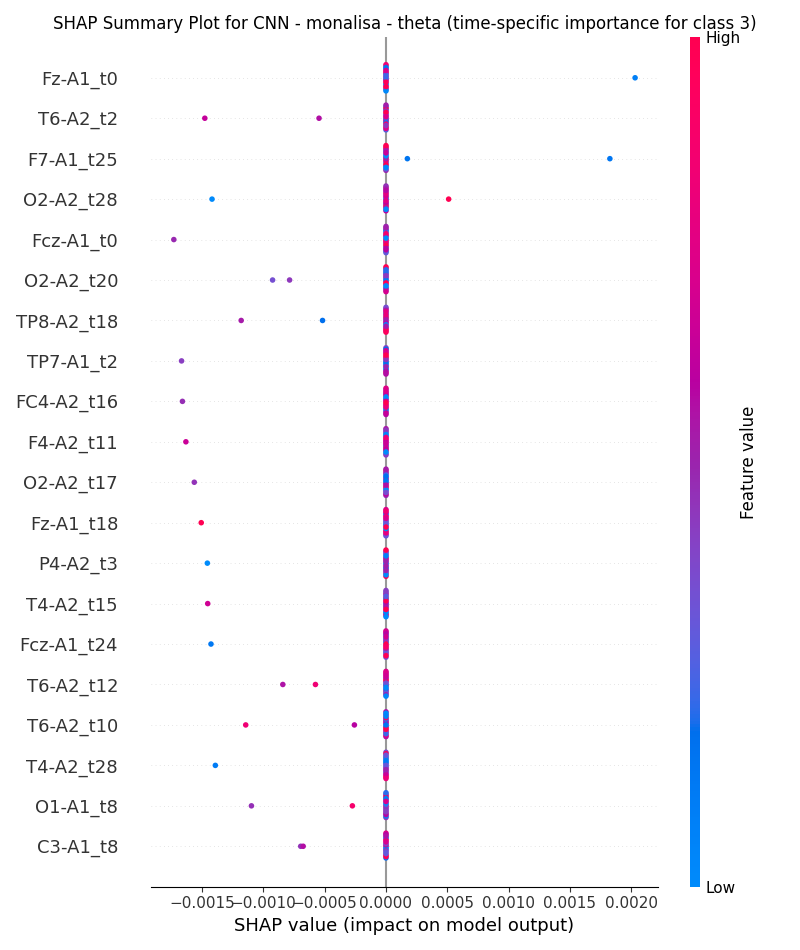 SHAP Summary Plot for CNN - monalisa - theta (time-specific importance for class 3)
High
Fz-A1_t0
T6-A2_t2
F7-A1_t25
O2-A2_t28
Fcz-A1_t0
O2-A2_t20
TP8-A2_t18
TP7-A1_t2
FC4-A2_t16
F4-A2_t11
O2-A2_t17
Fz-A1_t18
P4-A2_t3
T4-A2_t15
Fcz-A1_t24
T6-A2_t12
T6-A2_t10
T4-A2_t28
O1-A1_t8
C3-A1_t8
Feature value
Low
−0.0015 −0.0010 −0.0005 0.0000 0.0005 0.0010 0.0015 0.0020
SHAP value (impact on model output)